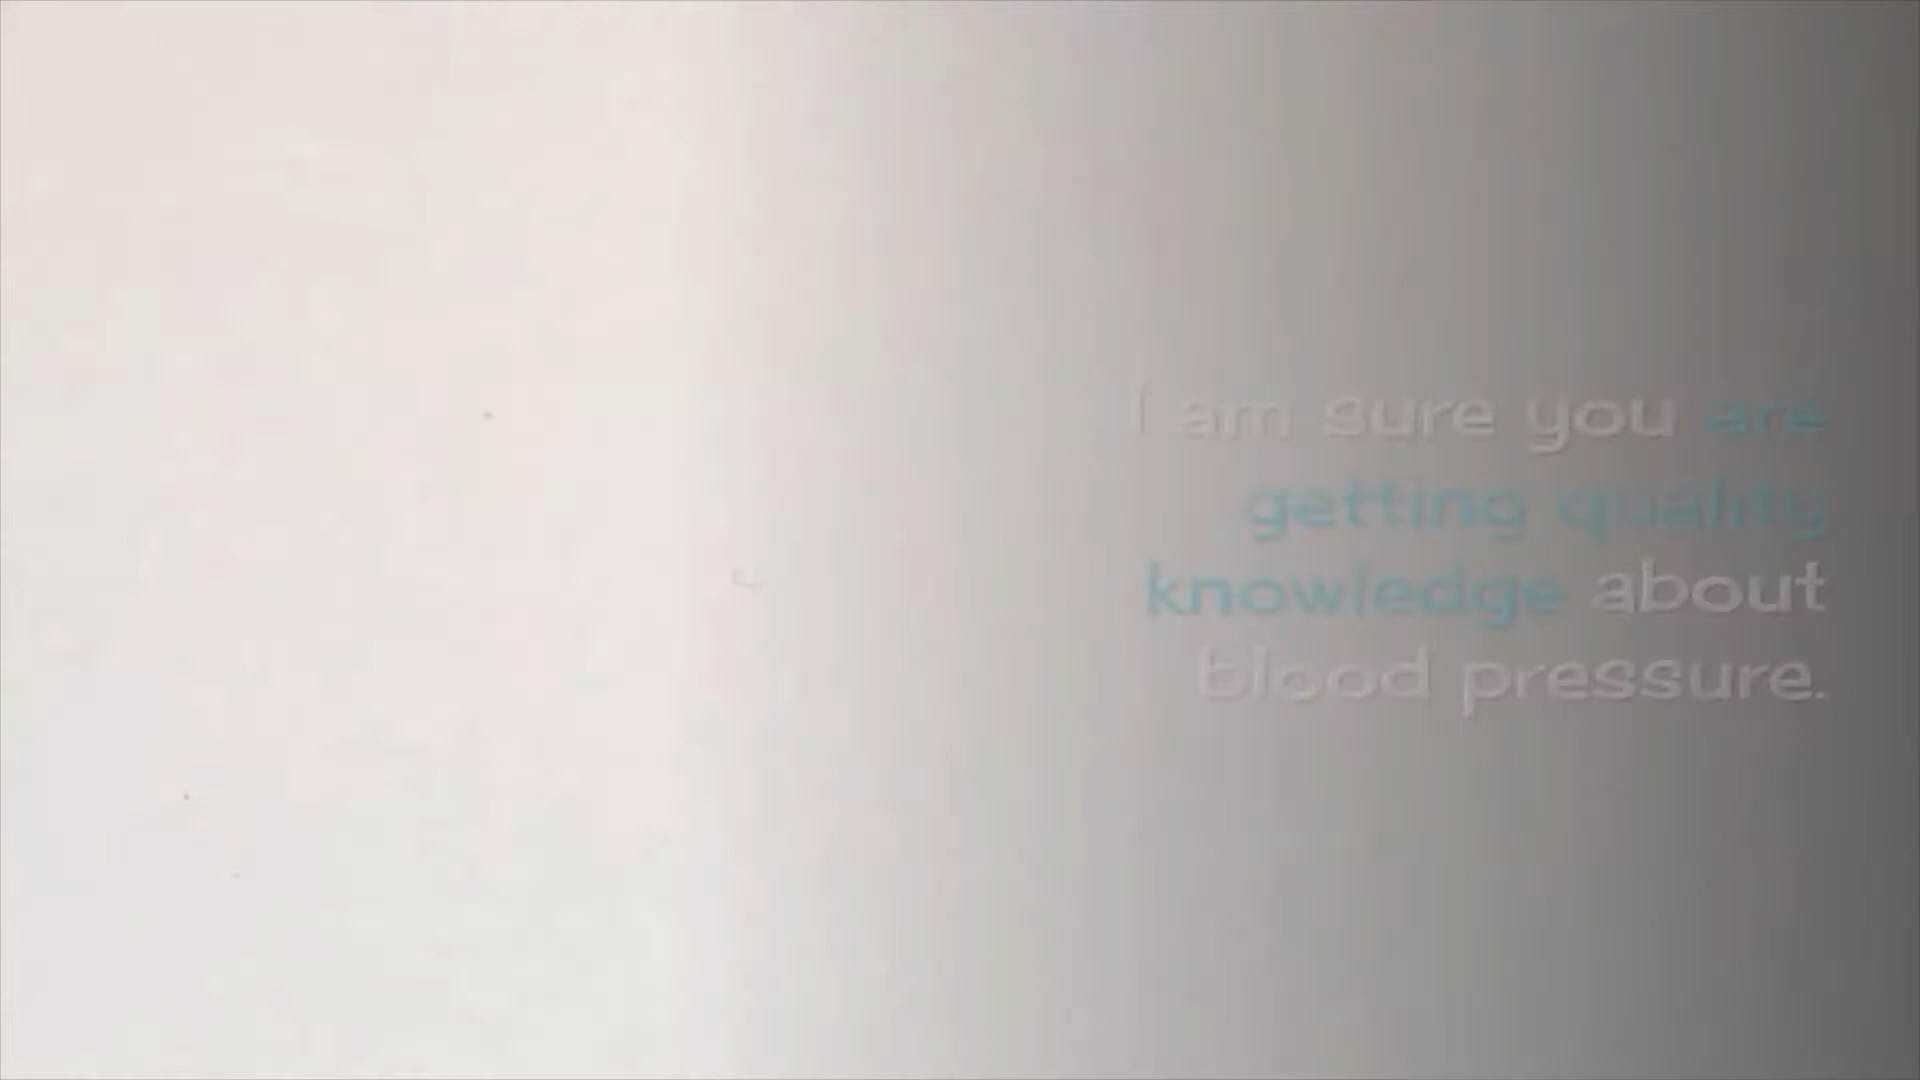 I am sure you are
getting quality
knowledge about
blood pressure.